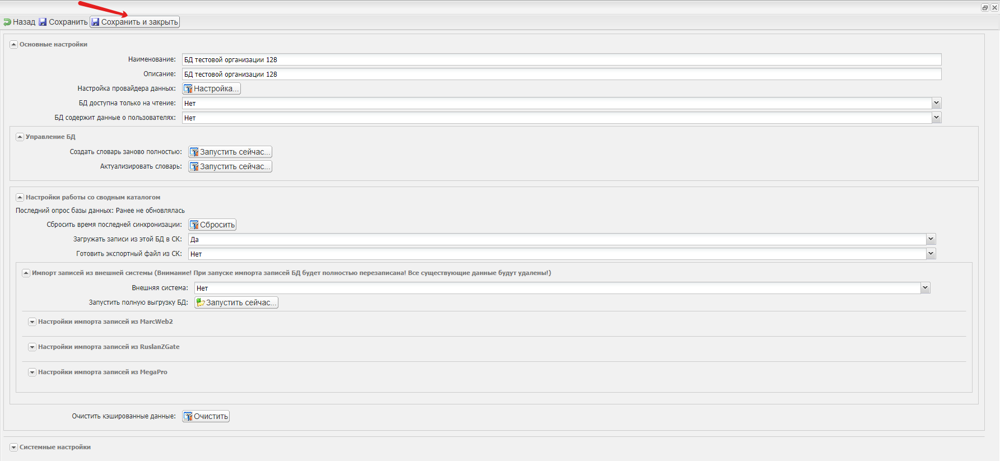 Назад Сохранить Сохранить и закрыть
Основные настройки
Наименование: БД тестовой организации 128
Описание: БД тестовой организации 128
Настройка провайдера данных: Настройка...
БД доступна только на чтение: Нет
БД содержит данные о пользователях: Нет
Управление БД
Создать словарь заново полностью: Запустить сейчас...
Актуализировать словарь: Запустить сейчас...
Настройки работы со сводным каталогом
Последний опрос базы данных: Ранее не обновлялась
Сбросить время последней синхронизации: Сбросить
Загружать записи из этой БД в СК: Да
Готовить экспортный файл из СК: Нет
Импорт записей из внешней системы (Внимание! При запуске импорта записей БД будет полностью перезаписана! Все существующие данные будут удалены!)
Внешняя система: Нет
Запустить полную выгрузку БД: Запустить сейчас...
Настройки импорта записей из MarcWeb2
Настройки импорта записей из RuslanZGate
Настройки импорта записей из MegaPro
Очистить кэшированные данные: Очистить
Системные настройки